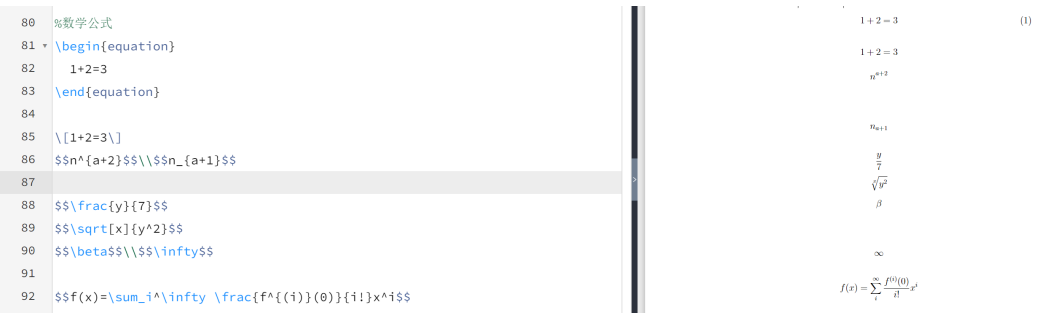 80 %数学公式
81 \begin{equation}
82 1+2=3
83 \end{equation}
84
85 \[1+2=3\]
86 $$n^{a+2}$$\\$$n_{a+1}$$
87
88 $$\frac{y}{7}$$
89 $$\sqrt[x]{y^2}$$
90 $$\beta$$\\$$\infty$$
91
92 $$f(x)=\sum_i^\infty \frac{f^{(i)}(0)}{i!}x^i$$
1 + 2 = 3 (1)
1 + 2 = 3
n^{a+2}
n_{a+1}
\frac{y}{7}
\sqrt[x]{y^2}
β
∞
f(x) = \sum_i^\infty \frac{f^{(i)}(0)}{i!}x^i